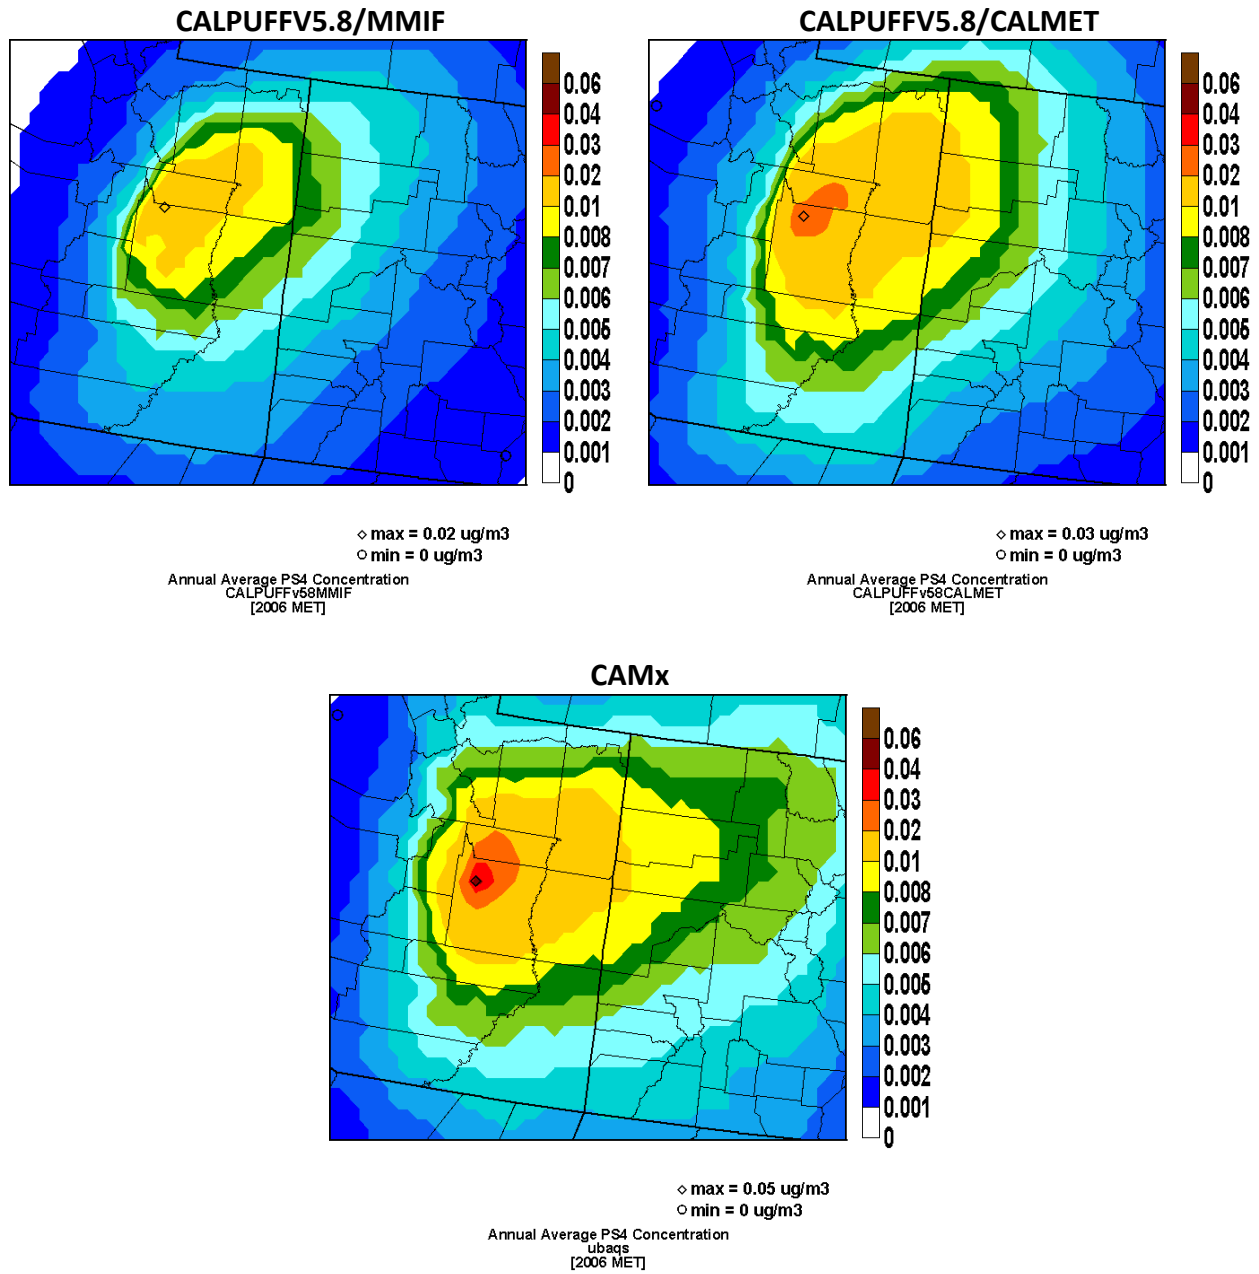 CALPUFFV5.8/MMIF
CALPUFFV5.8/CALMET
0.06
0.04
0.03
0.02
0.01
0.008
0.007
0.006
0.005
0.004
0.003
0.002
0.001
0
0.06
0.04
0.03
0.02
0.01
0.008
0.007
0.006
0.005
0.004
0.003
0.002
0.001
0
max = 0.02 ug/m3
min = 0 ug/m3
Annual Average PS4 Concentration
CALPUFFv58MMIF
[2006 MET]
max = 0.03 ug/m3
min = 0 ug/m3
Annual Average PS4 Concentration
CALPUFFv58CALMET
[2006 MET]
CAMx
0.06
0.04
0.03
0.02
0.01
0.008
0.007
0.006
0.005
0.004
0.003
0.002
0.001
0
max = 0.05 ug/m3
min = 0 ug/m3
Annual Average PS4 Concentration
ubaqs
[2006 MET]